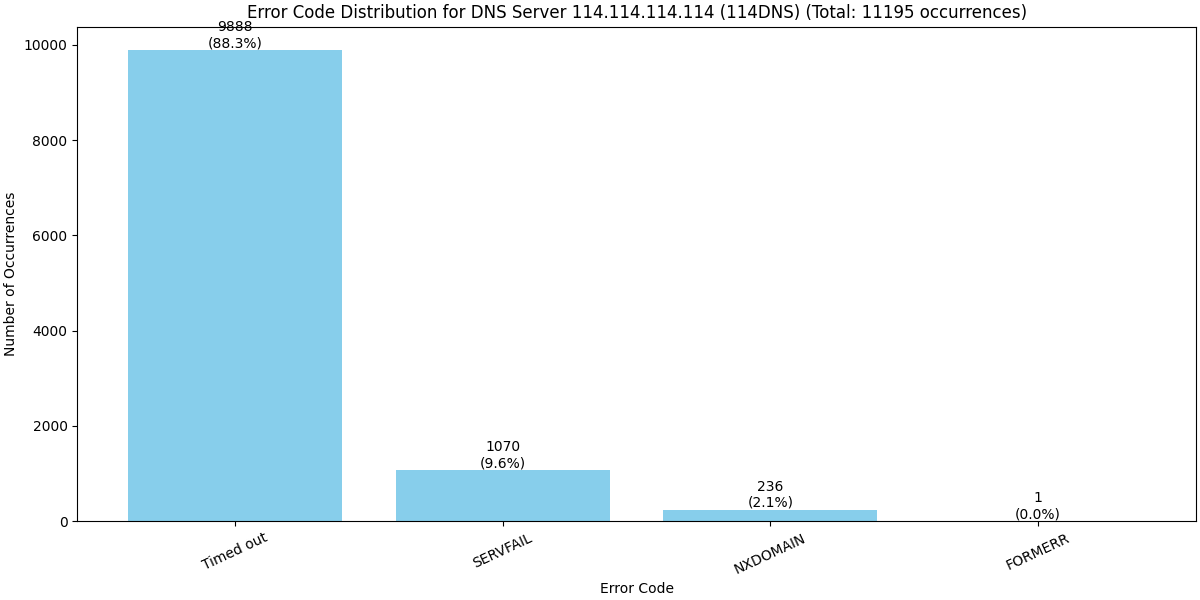 Error Code Distribution for DNS Server 114.114.114.114 (114DNS) (Total: 11195 occurrences)
9888
(88.3%)
10000
8000
6000
4000
2000
0
Number of Occurrences
1070
(9.6%)
236
(2.1%)
1
(0.0%)
Timed out
SERVFAIL
NXDOMAIN
FORMERR
Error Code